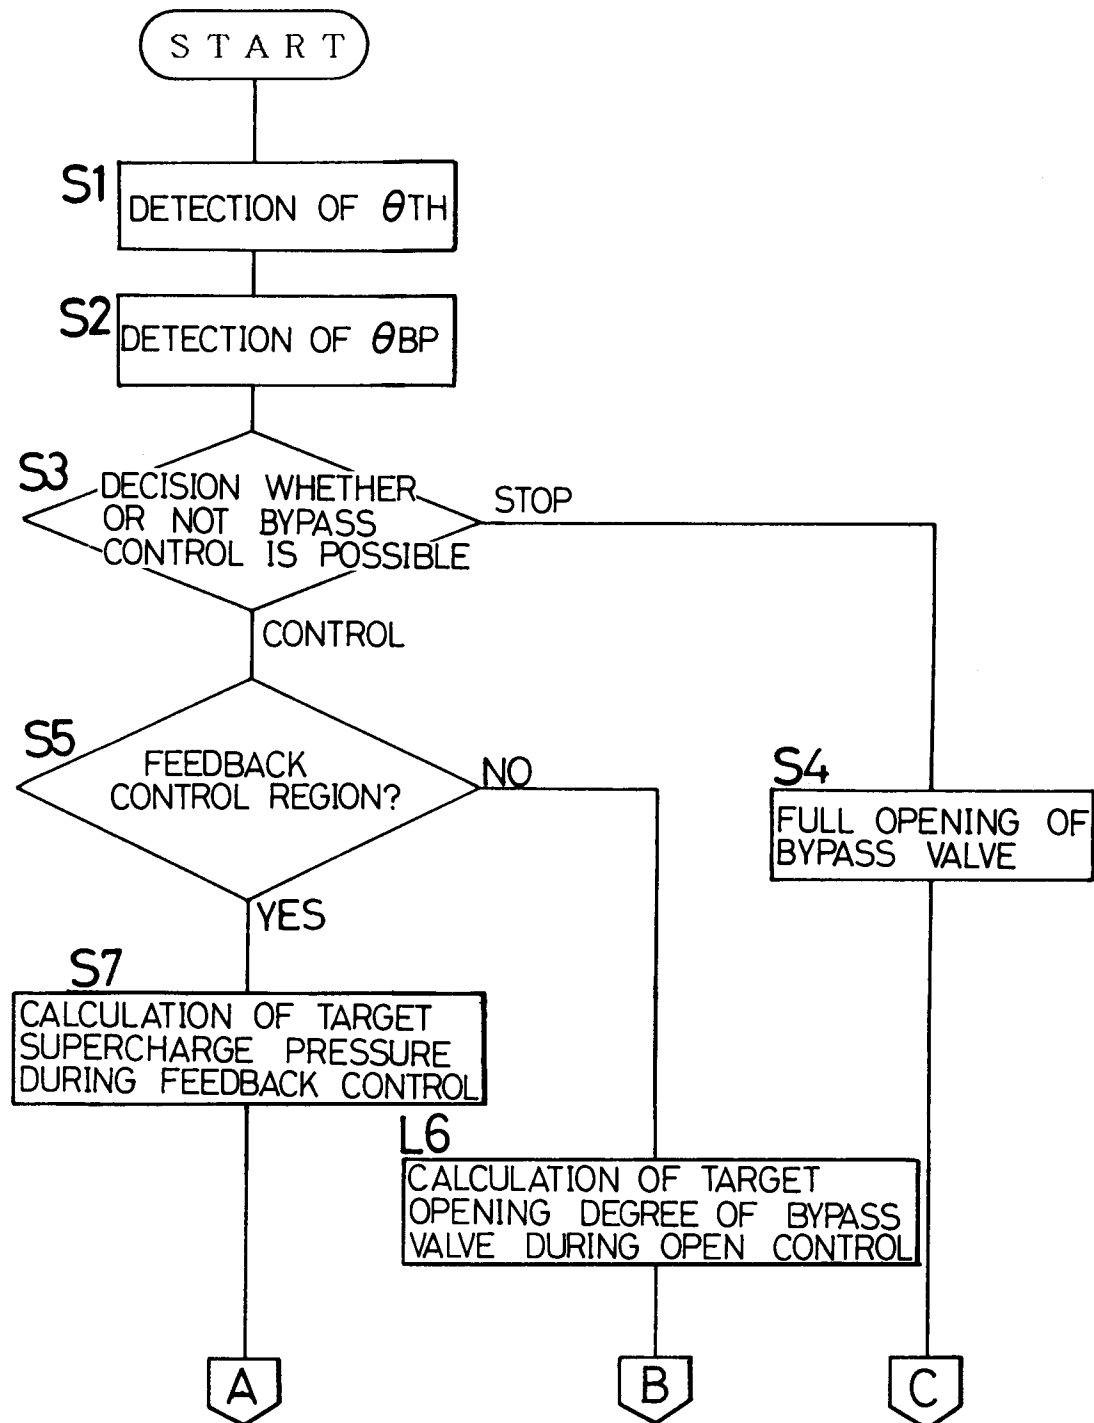 START
S1
DETECTION OF θTH
S2
DETECTION OF θBP
S3
DECISION WHETHER
OR NOT BYPASS
CONTROL IS POSSIBLE
STOP
CONTROL
S5
FEEDBACK
CONTROL REGION?
NO
S4
FULL OPENING OF
BYPASS VALVE
YES
S7
CALCULATION OF TARGET
SUPERCHARGE PRESSURE
DURING FEEDBACK CONTROL
L6
CALCULATION OF TARGET
OPENING DEGREE OF BYPASS
VALVE DURING OPEN CONTROL
A
B
C